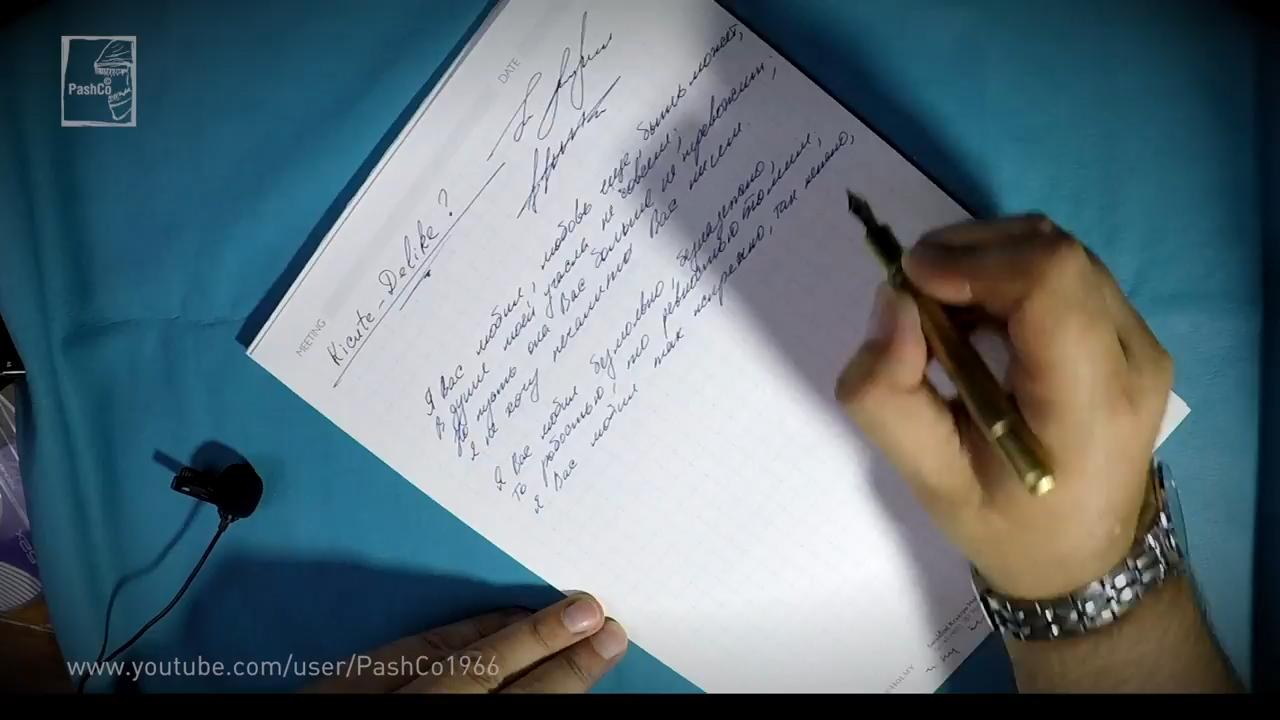 PashCo
DATE
MEETING
Kicute - Delike?
Я Вас любил; любовь еще, быть может,
В душе моей угасла не совсем;
Но пусть она Вас больше не тревожит;
Я не хочу печалить Вас ничем.
Я Вас любил безмолвно, безнадежно,
То робостью, то ревностью томим;
Я Вас любил так искренно, так нежно,
www.youtube.com/user/PashCo1966